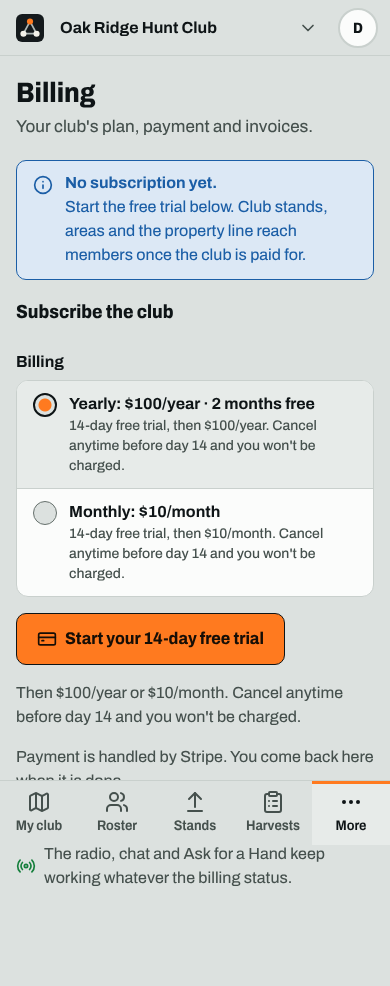 Oak Ridge Hunt Club
D
Billing
Your club's plan, payment and invoices.
No subscription yet.
Start the free trial below. Club stands,
areas and the property line reach
members once the club is paid for.
Subscribe the club
Billing
Yearly: $100/year · 2 months free
14-day free trial, then $100/year. Cancel
anytime before day 14 and you won't be
charged.
Monthly: $10/month
14-day free trial, then $10/month. Cancel
anytime before day 14 and you won't be
charged.
Start your 14-day free trial
Then $100/year or $10/month. Cancel anytime
before day 14 and you won't be charged.
Payment is handled by Stripe. You come back here
when it is done
My club
Roster
Stands
Harvests
More
The radio, chat and Ask for a Hand keep
working whatever the billing status.